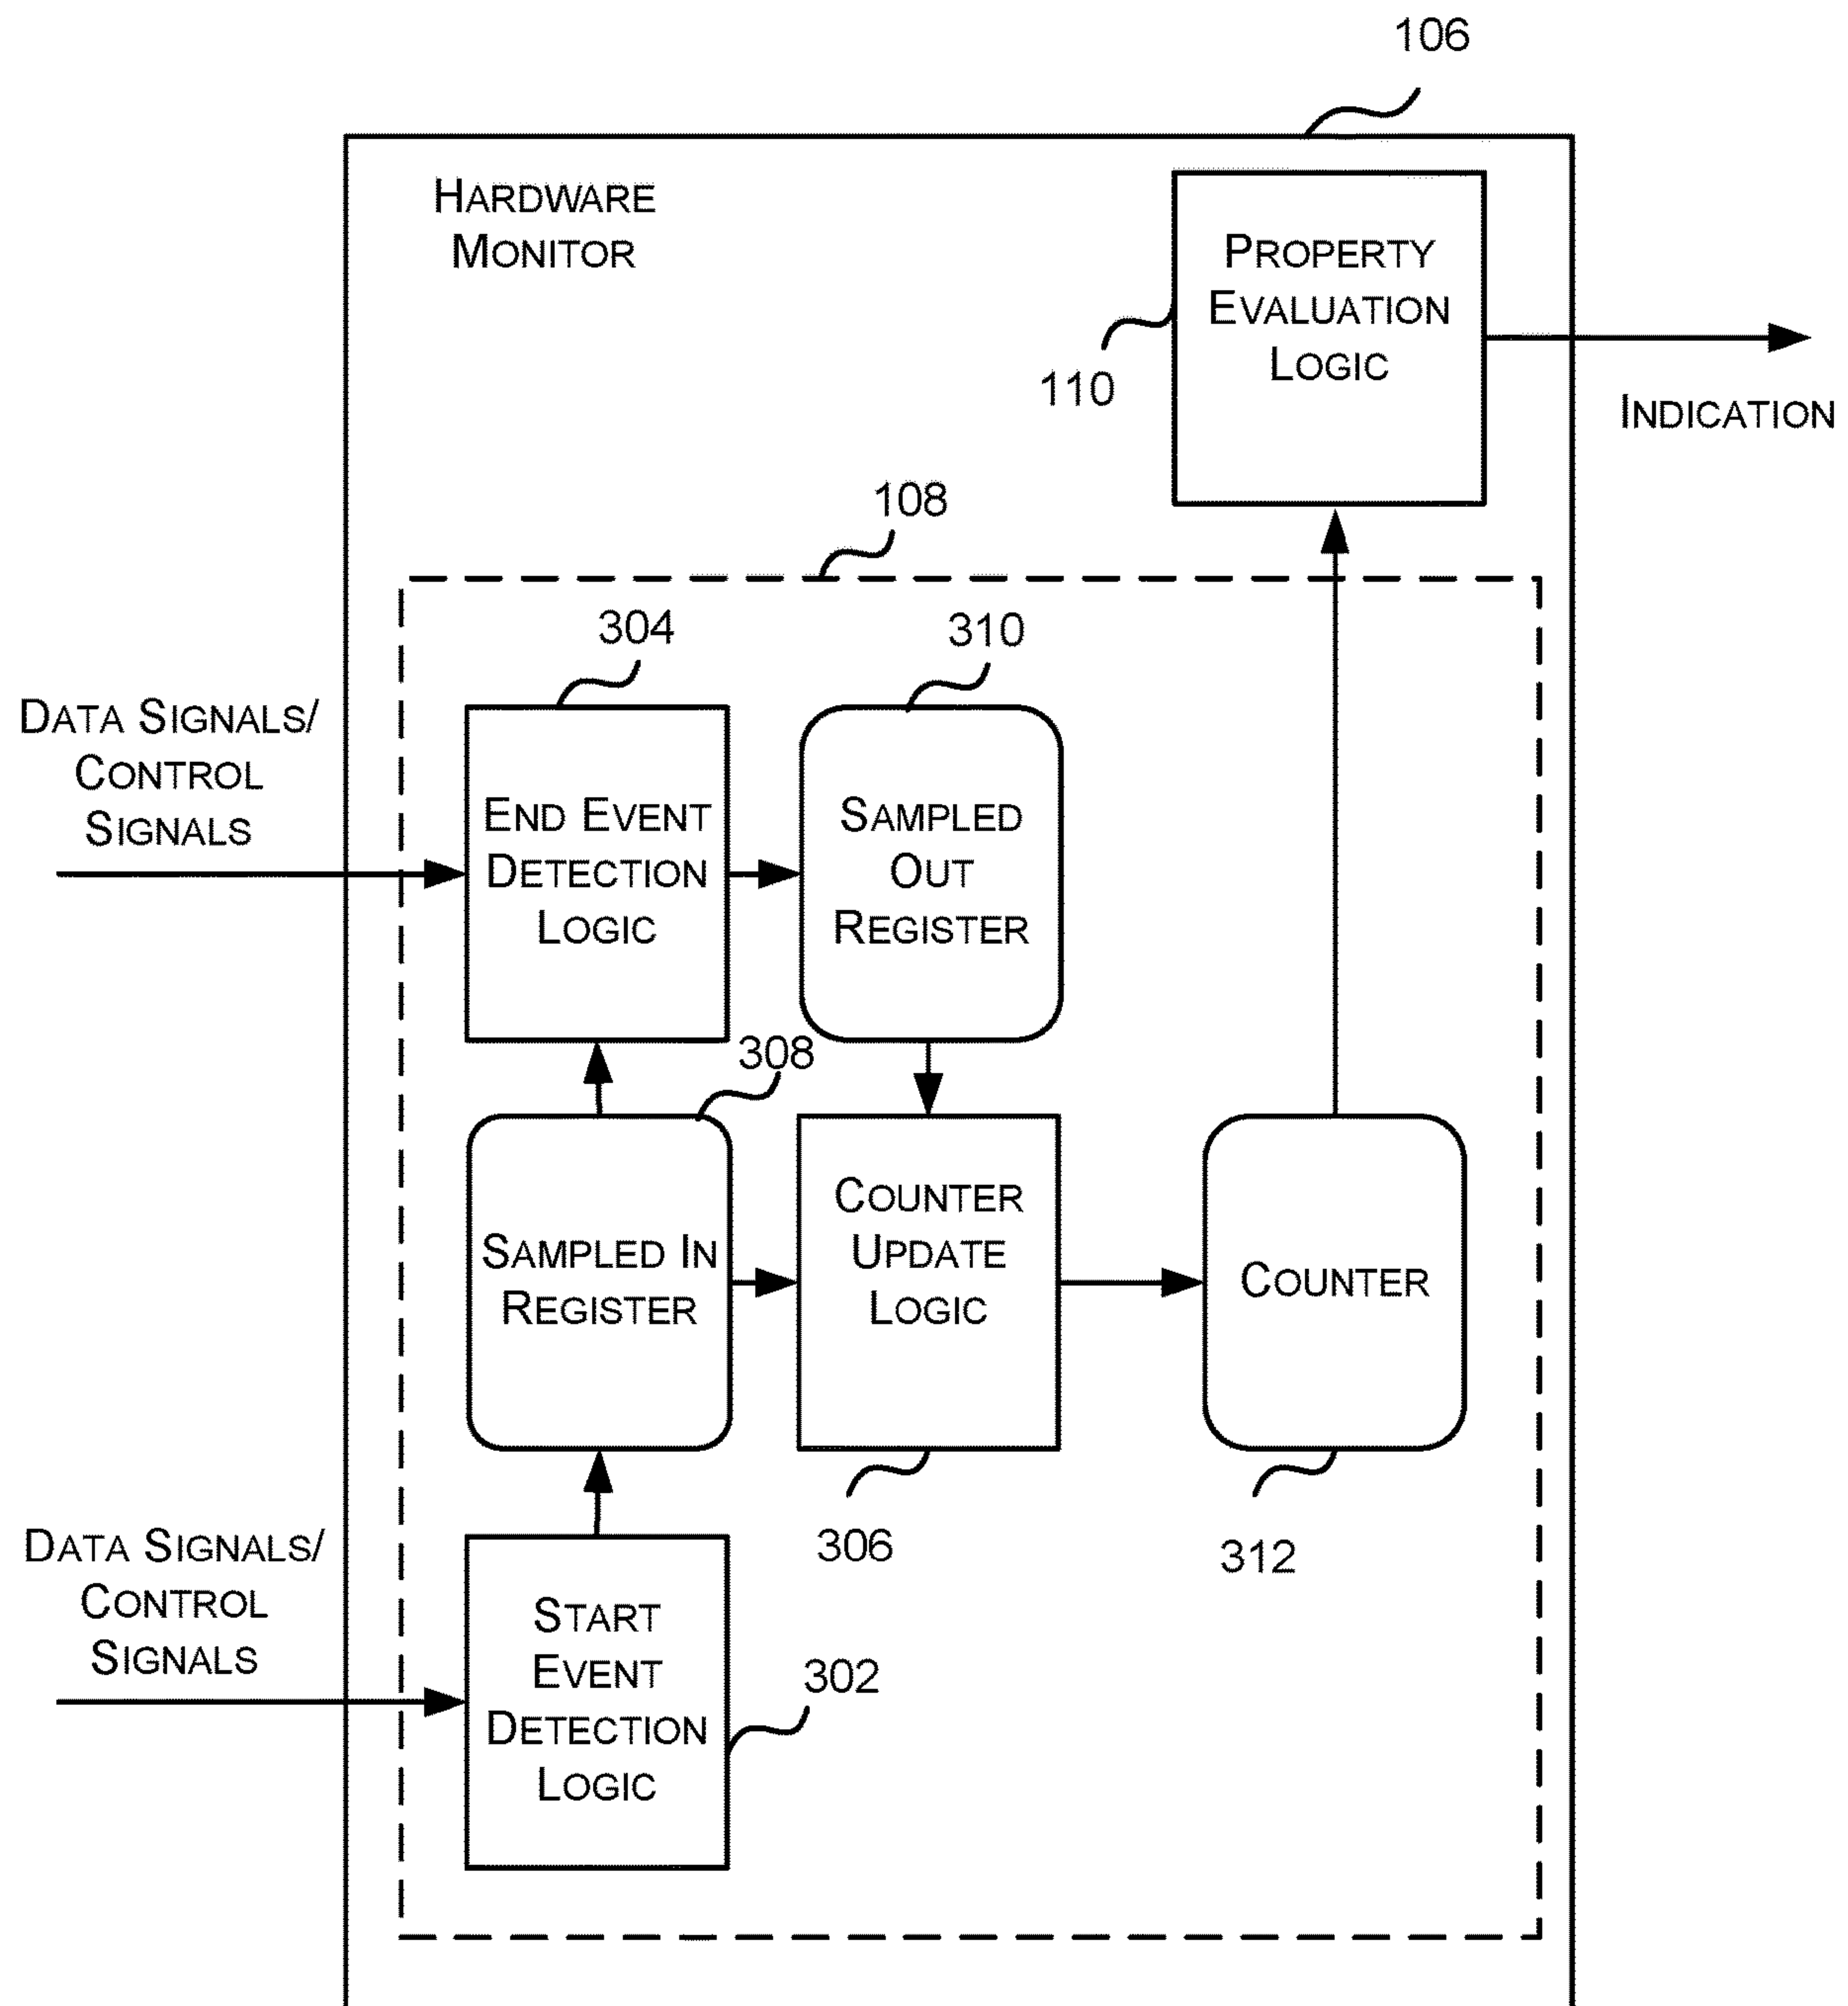 106
HARDWARE
MONITOR
PROPERTY
EVALUATION
LOGIC
110
INDICATION
108
304
310
DATA SIGNALS/
CONTROL
SIGNALS
END EVENT
DETECTION
LOGIC
SAMPLED
OUT
REGISTER
308
SAMPLED IN
REGISTER
COUNTER
UPDATE
LOGIC
COUNTER
306
312
DATA SIGNALS/
CONTROL
SIGNALS
START
EVENT
DETECTION
LOGIC
302